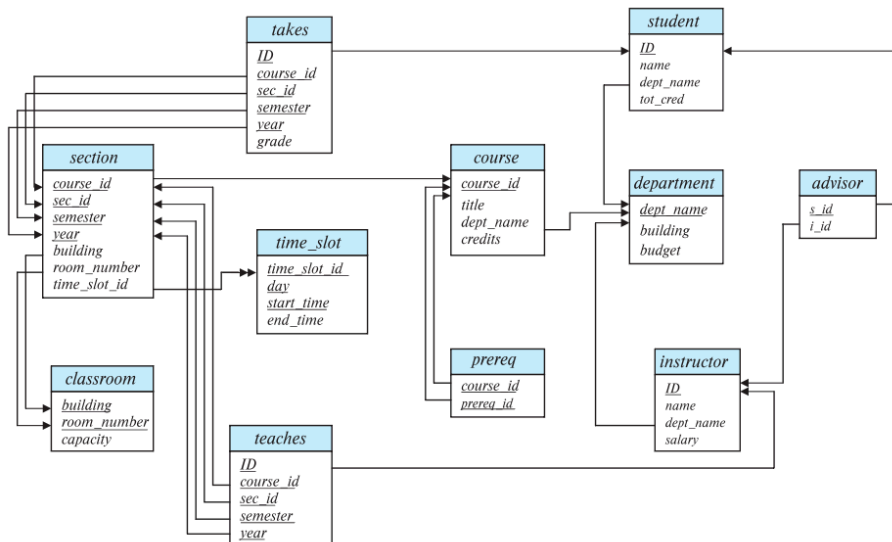 takes
ID
course_id
sec_id
semester
year
grade
student
ID
name
dept_name
tot_cred
section
course_id
sec_id
semester
year
building
room_number
time_slot_id
course
course_id
title
dept_name
credits
department
dept_name
building
budget
advisor
s_id
i_id
time_slot
time_slot_id
day
start_time
end_time
classroom
building
room_number
capacity
prereq
course_id
prereq_id
instructor
ID
name
dept_name
salary
teaches
ID
course_id
sec_id
semester
year